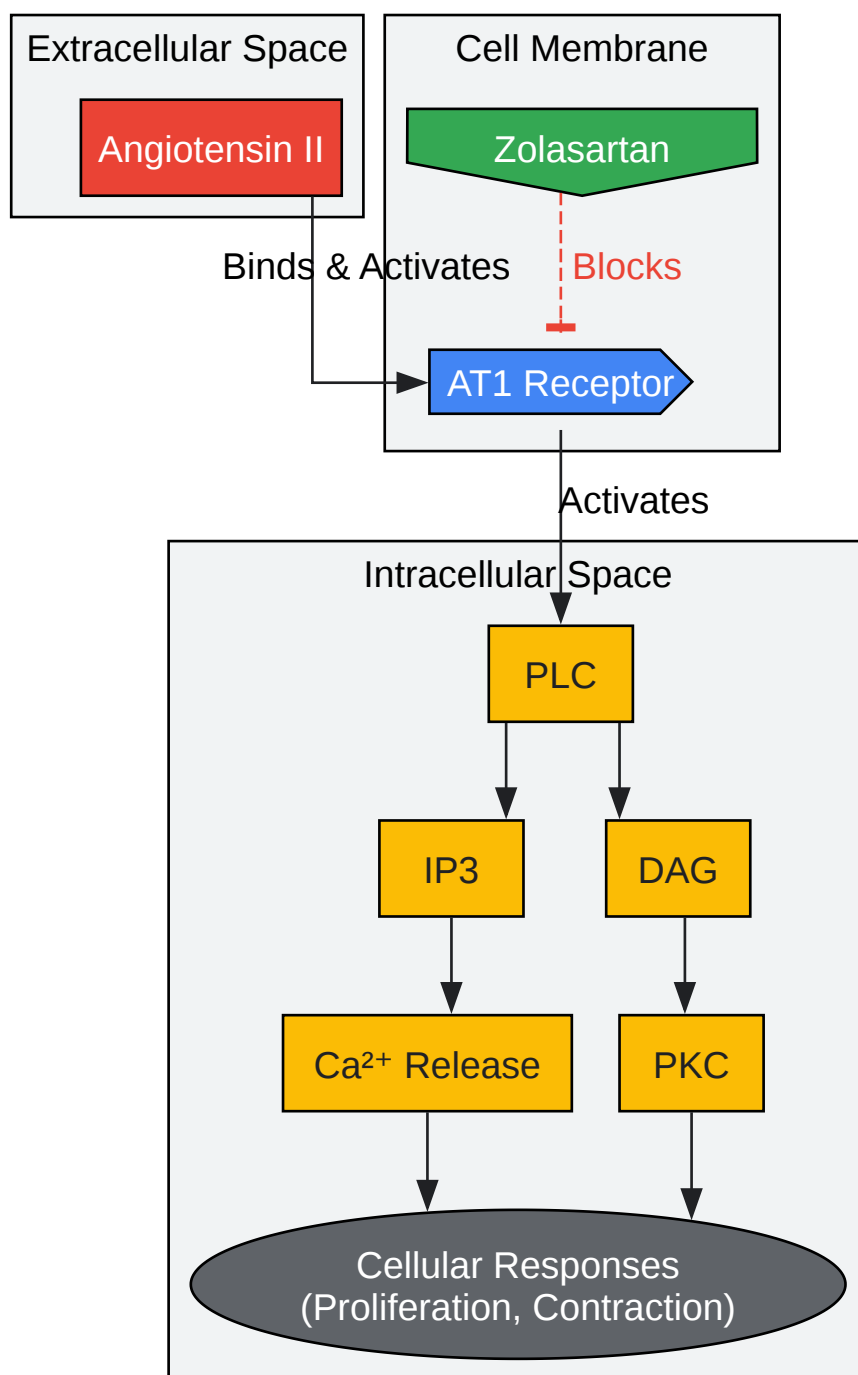 Extracellular Space
Cell Membrane
Angiotensin II
Zolasartan
Binds & Activates
Blocks
AT1 Receptor
Activates
Intracellular Space
PLC
IP3
DAG
Ca²⁺ Release
PKC
Cellular Responses
(Proliferation, Contraction)